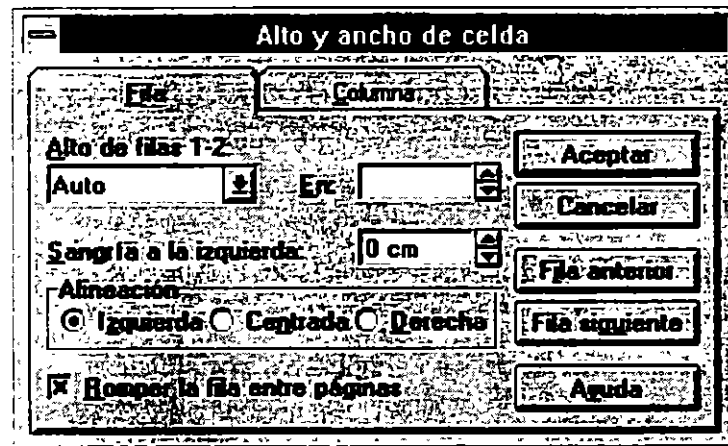 Alto y ancho de celda
Fila Columna
Alto de filas 1-2:
Auto En:
Sangría a la izquierda: 0 cm
Alineación
Izquierda Centrada Derecha
Romper la fila entre páginas
Aceptar
Cancelar
Fila anterior
Fila siguiente
Ayuda